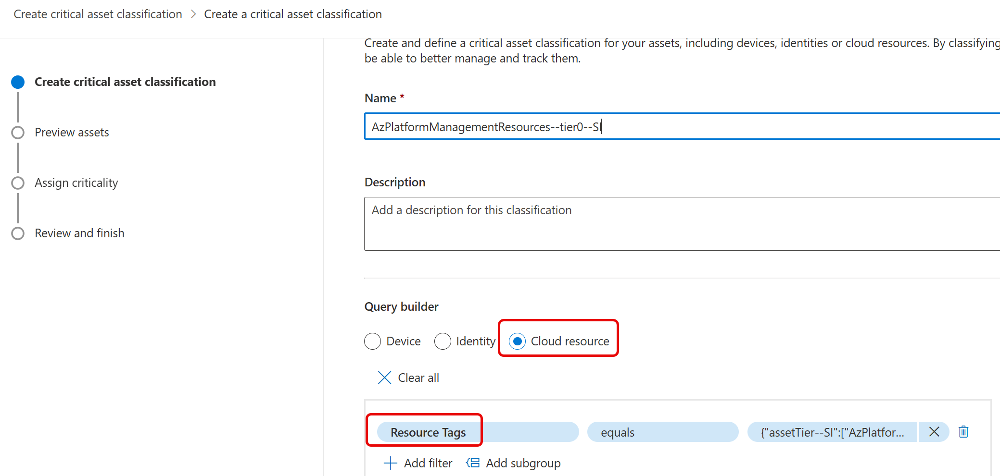 Create critical asset classification > Create a critical asset classification
Create and define a critical asset classification for your assets, including devices, identities or cloud resources. By classifying
be able to better manage and track them.
Create critical asset classification
Preview assets
Assign criticality
Review and finish
Name *
AzPlatformManagementResources--tier0--SI
Description
Add a description for this classification
Query builder
Device Identity Cloud resource
Clear all
Resource Tags equals {"assetTier--SI":["AzPlatfor...
Add filter Add subgroup